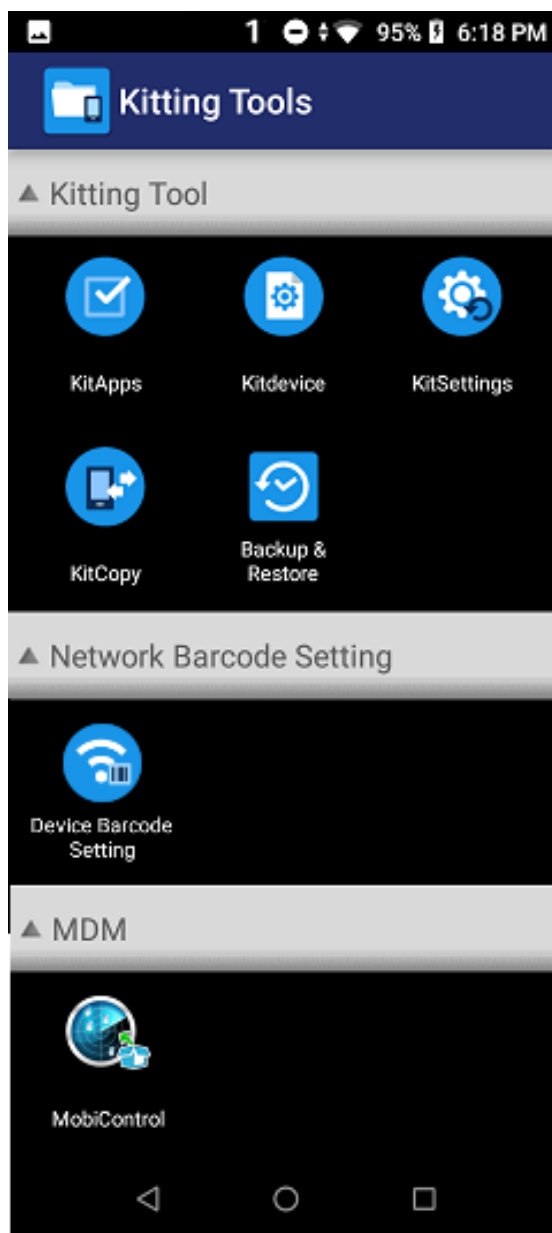 1 95% 6:18 PM
Kitting Tools
Kitting Tool
KitApps Kitdevice KitSettings
KitCopy Backup &
Restore
Network Barcode Setting
Device Barcode
Setting
MDM
MobiControl